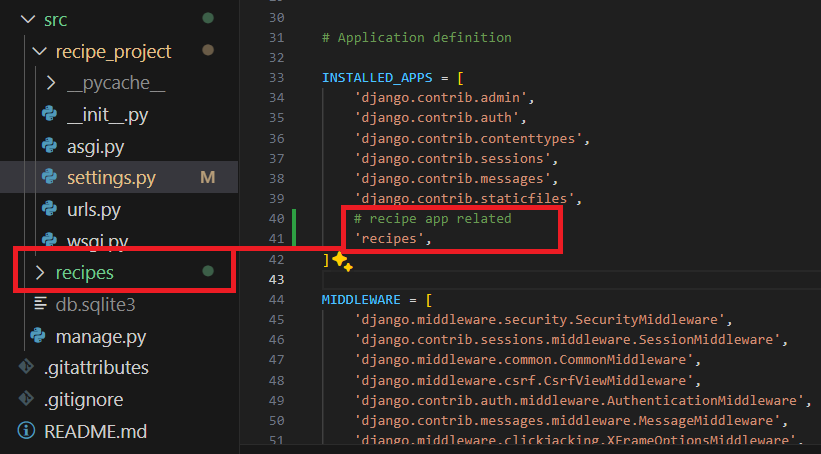 src
recipe_project
__pycache__
__init__.py
asgi.py
settings.py M
urls.py
wsgi.py
recipes
db.sqlite3
manage.py
.gitattributes
.gitignore
README.md
30
31 # Application definition
32
33 INSTALLED_APPS = [
34 'django.contrib.admin',
35 'django.contrib.auth',
36 'django.contrib.contenttypes',
37 'django.contrib.sessions',
38 'django.contrib.messages',
39 'django.contrib.staticfiles',
40 # recipe app related
41 'recipes',
42 ]
43
44 MIDDLEWARE = [
45 'django.middleware.security.SecurityMiddleware',
46 'django.contrib.sessions.middleware.SessionMiddleware',
47 'django.middleware.common.CommonMiddleware',
48 'django.middleware.csrf.CsrfViewMiddleware',
49 'django.contrib.auth.middleware.AuthenticationMiddleware',
50 'django.contrib.messages.middleware.MessageMiddleware',
51 'django.middleware.clickjacking.XFrameOptionsMiddleware',